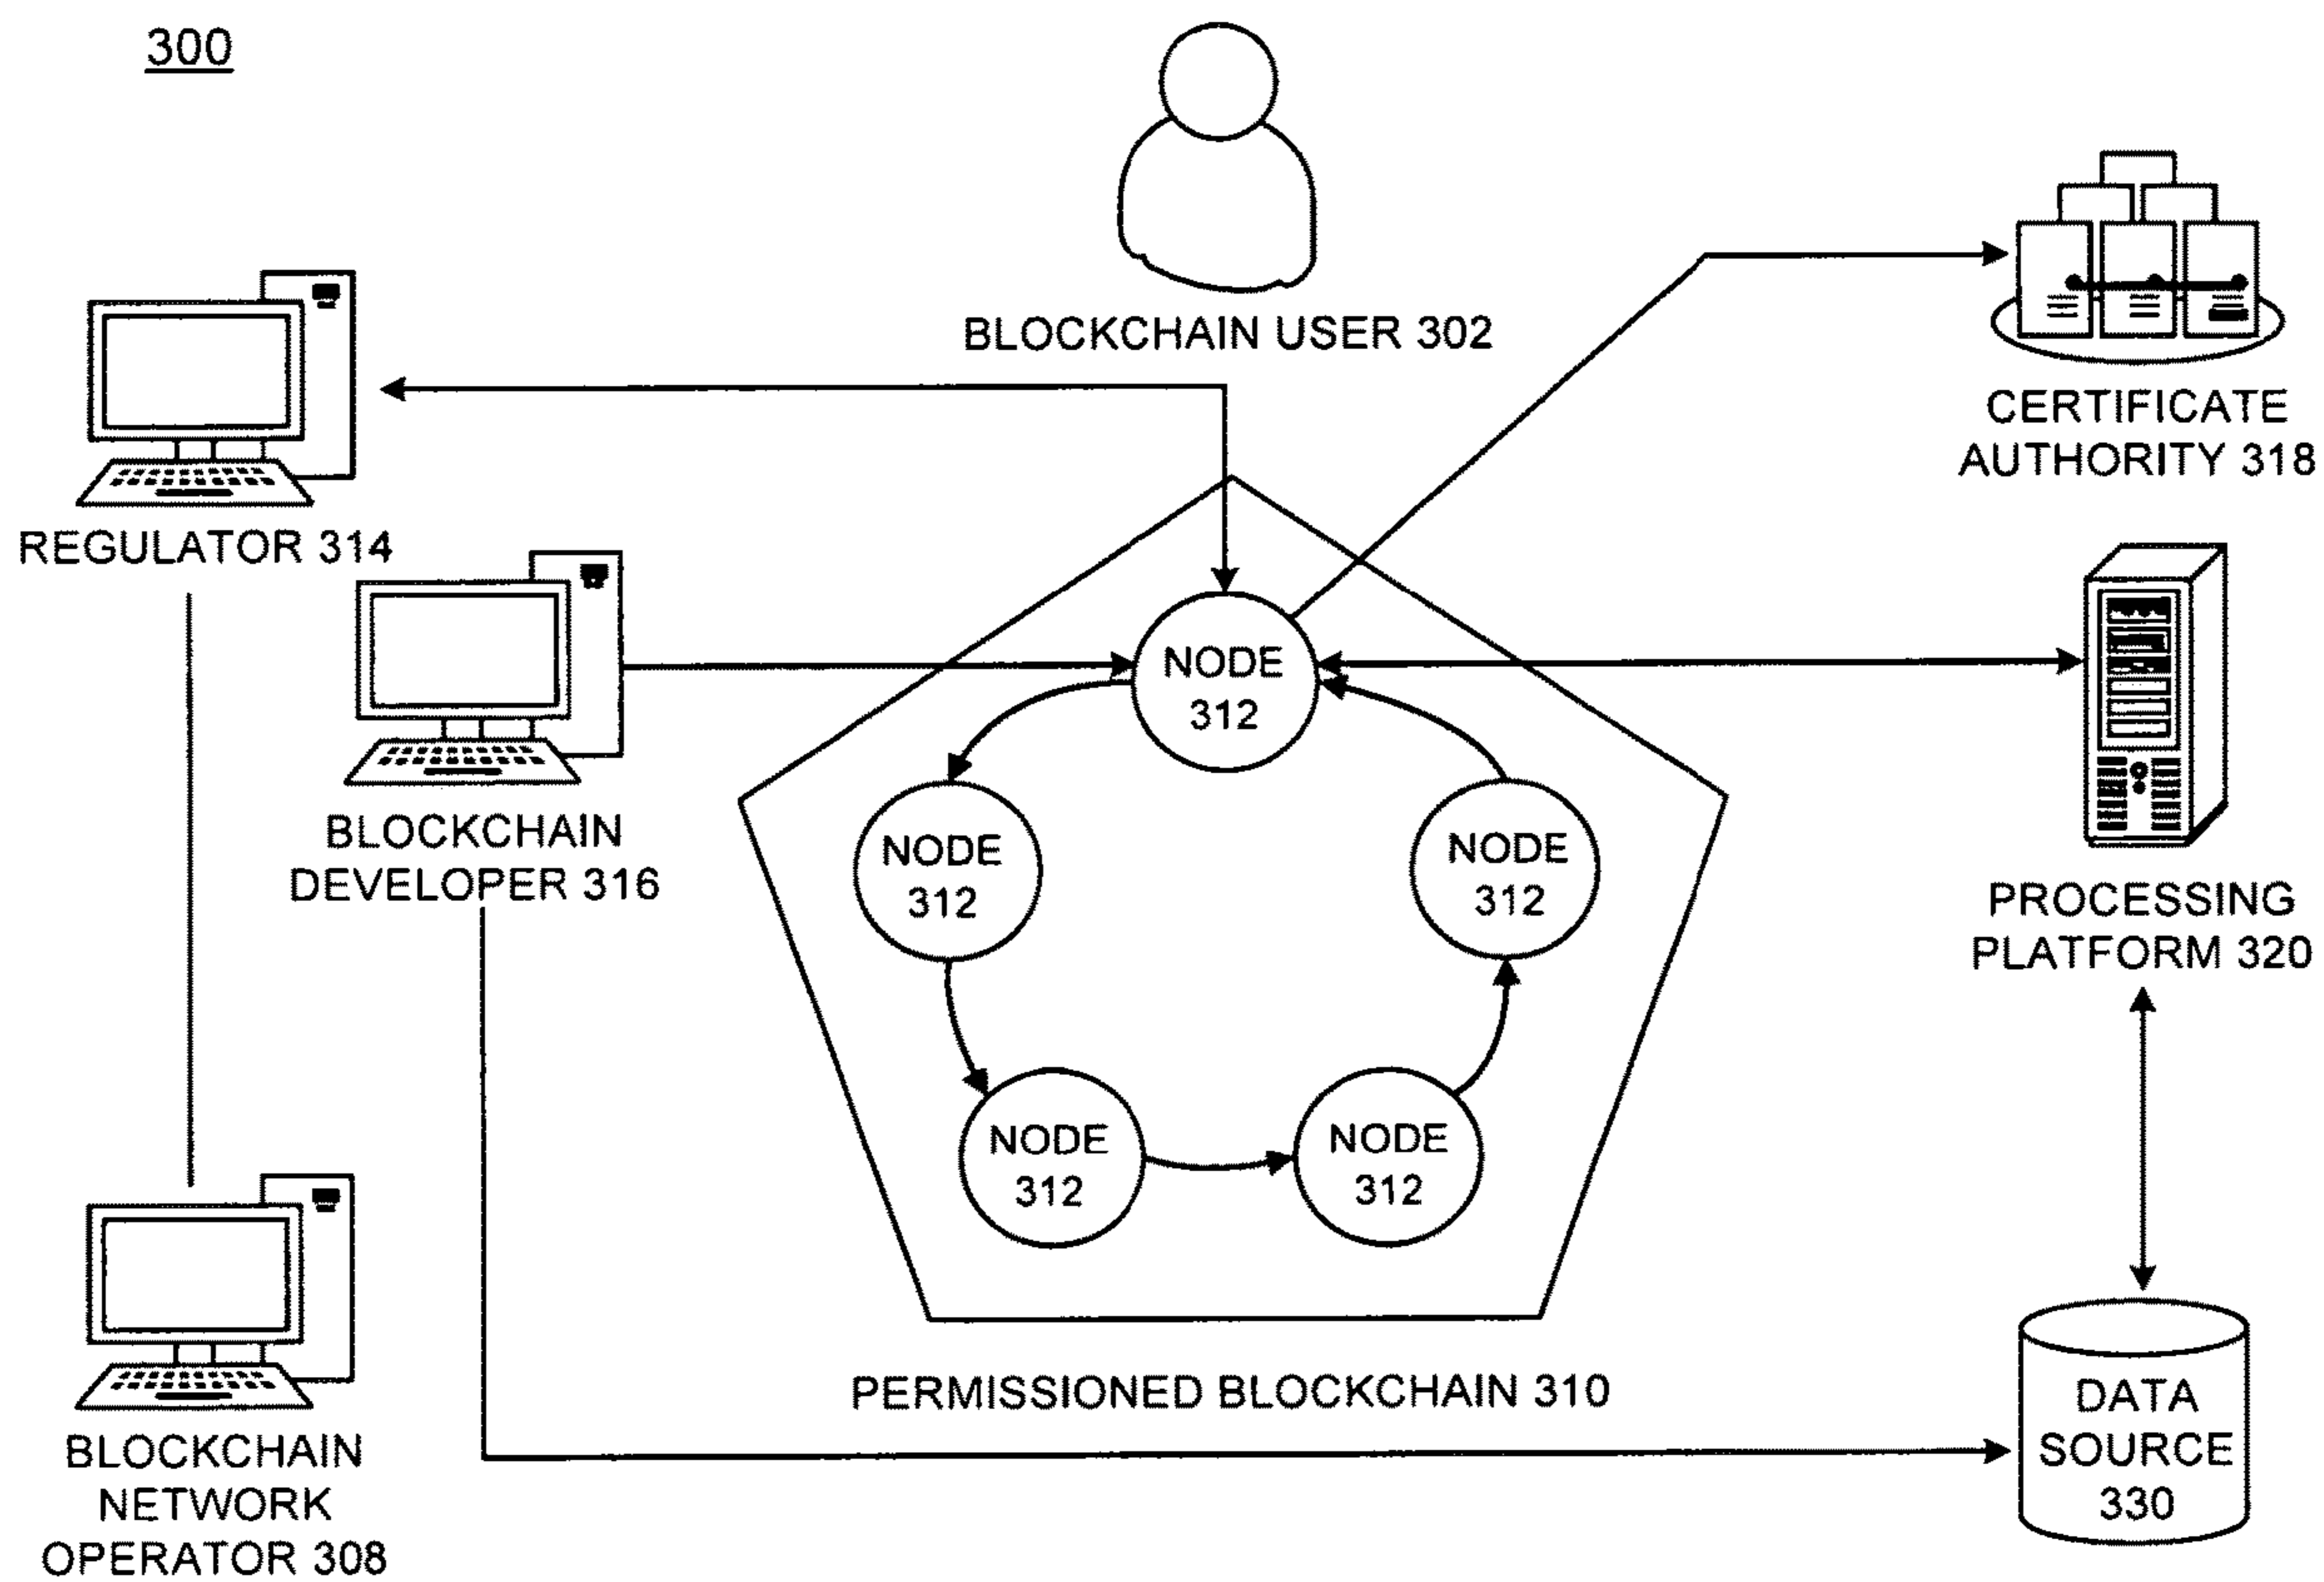 300
BLOCKCHAIN USER 302
CERTIFICATE
AUTHORITY 318
REGULATOR 314
BLOCKCHAIN
DEVELOPER 316
NODE
312
NODE
312
NODE
312
NODE
312
NODE
312
PROCESSING
PLATFORM 320
PERMISSIONED BLOCKCHAIN 310
BLOCKCHAIN
NETWORK
OPERATOR 308
DATA
SOURCE
330